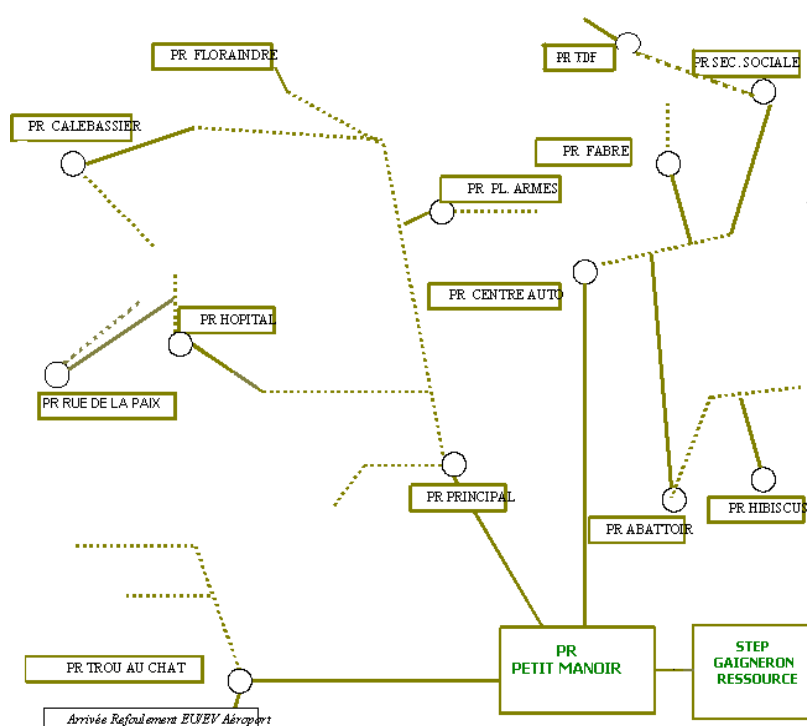 PR FLORAINDRE
PR TDF
PR SEC. SOCIALE
PR CALEBASSIER
PR FABRE
PR PL. ARMES
PR CENTRE AUTO
PR HOPITAL
PR RUE DE LA PAIX
PR PRINCIPAL
PR HIBISCUS
PR ABATTOIR
PR
PETIT MANOIR
STEP
GAIGNERON
RESSOURCE
PR TROU AU CHAT
Arrivée Refoulement EU/EV Aéroport